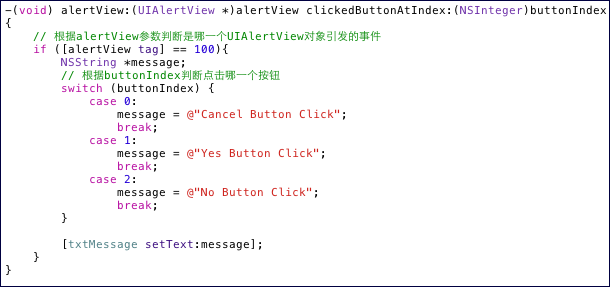 -(void) alertView:(UIAlertView *)alertView clickedButtonAtIndex:(NSInteger)buttonIndex
{
    // 根据alertView参数判断是哪一个UIAlertView对象引发的事件
    if ([alertView tag] == 100){
        NSString *message;
        // 根据buttonIndex判断点击哪一个按钮
        switch (buttonIndex) {
            case 0:
                message = @"Cancel Button Click";
                break;
            case 1:
                message = @"Yes Button Click";
                break;
            case 2:
                message = @"No Button Click";
                break;
        }

        [txtMessage setText:message];
    }
}